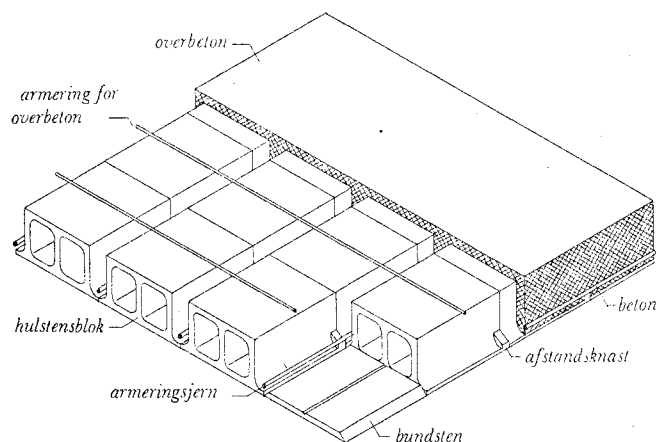 overbeton
armering for
overbeton
beton
hulstensblok
afstandsknast
armeringsjern
bundsten